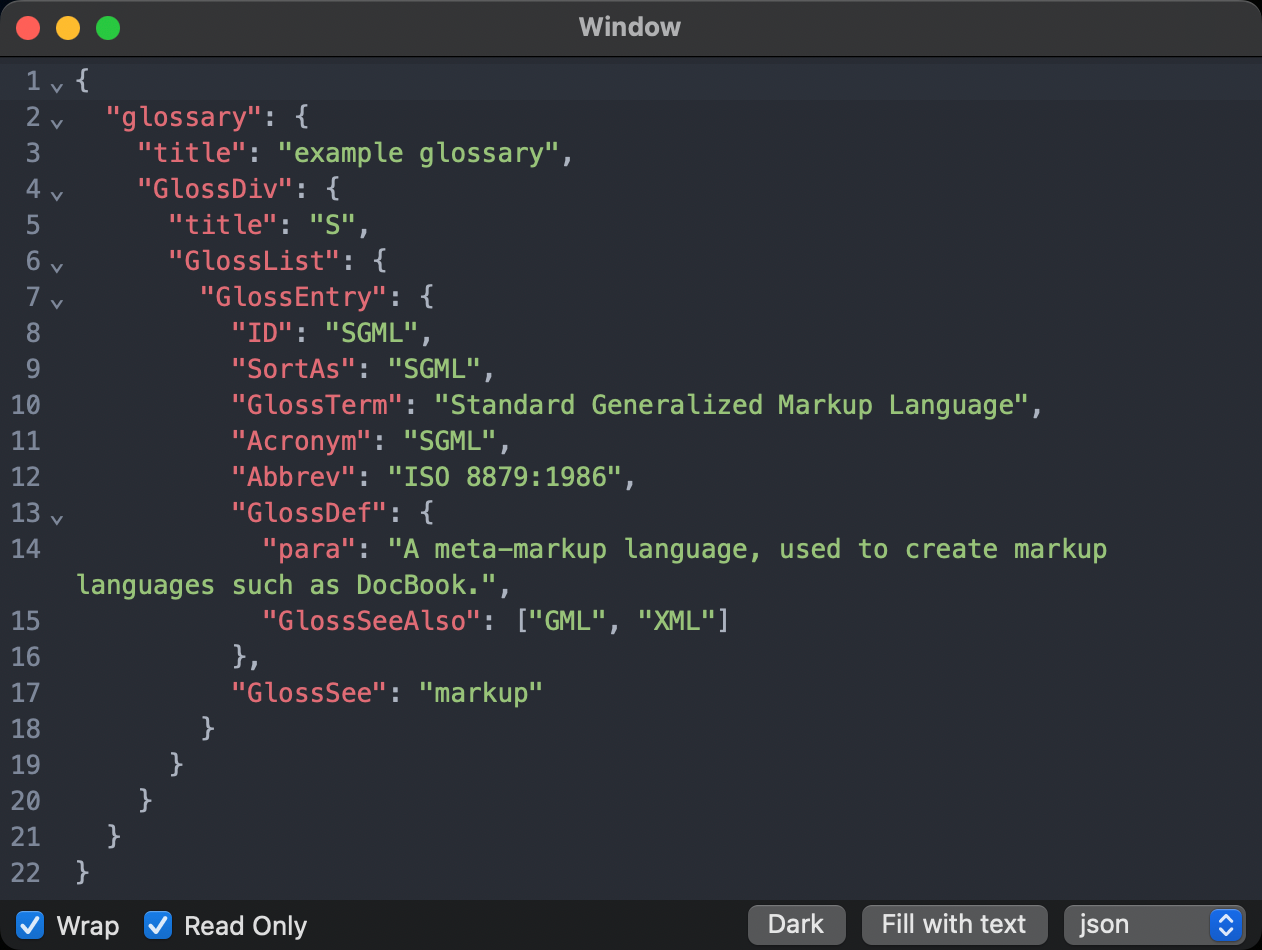 Window
1 {
2   "glossary": {
3     "title": "example glossary",
4     "GlossDiv": {
5       "title": "S",
6       "GlossList": {
7         "GlossEntry": {
8           "ID": "SGML",
9           "SortAs": "SGML",
10           "GlossTerm": "Standard Generalized Markup Language",
11           "Acronym": "SGML",
12           "Abbrev": "ISO 8879:1986",
13           "GlossDef": {
14             "para": "A meta-markup language, used to create markup
languages such as DocBook.",
15             "GlossSeeAlso": ["GML", "XML"]
16           },
17           "GlossSee": "markup"
18         }
19       }
20     }
21   }
22 }
Wrap Read Only Dark Fill with text json